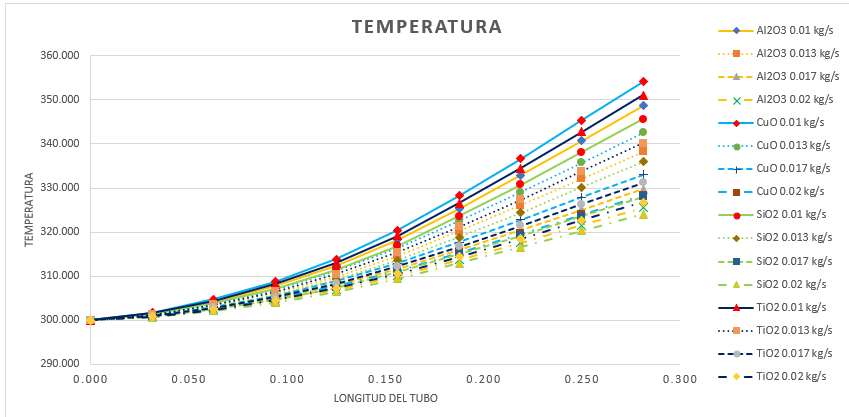 TEMPERATURA
360.000
350.000
340.000
330.000
320.000
310.000
300.000
290.000
TEMPERATURA
0.000 0.050 0.100 0.150 0.200 0.250 0.300
LONGITUD DEL TUBO
Al2O3 0.01 kg/s
Al2O3 0.013 kg/s
Al2O3 0.017 kg/s
Al2O3 0.02 kg/s
CuO 0.01 kg/s
CuO 0.013 kg/s
CuO 0.017 kg/s
CuO 0.02 kg/s
SiO2 0.01 kg/s
SiO2 0.013 kg/s
SiO2 0.017 kg/s
SiO2 0.02 kg/s
TiO2 0.01 kg/s
TiO2 0.013 kg/s
TiO2 0.017 kg/s
TiO2 0.02 kg/s